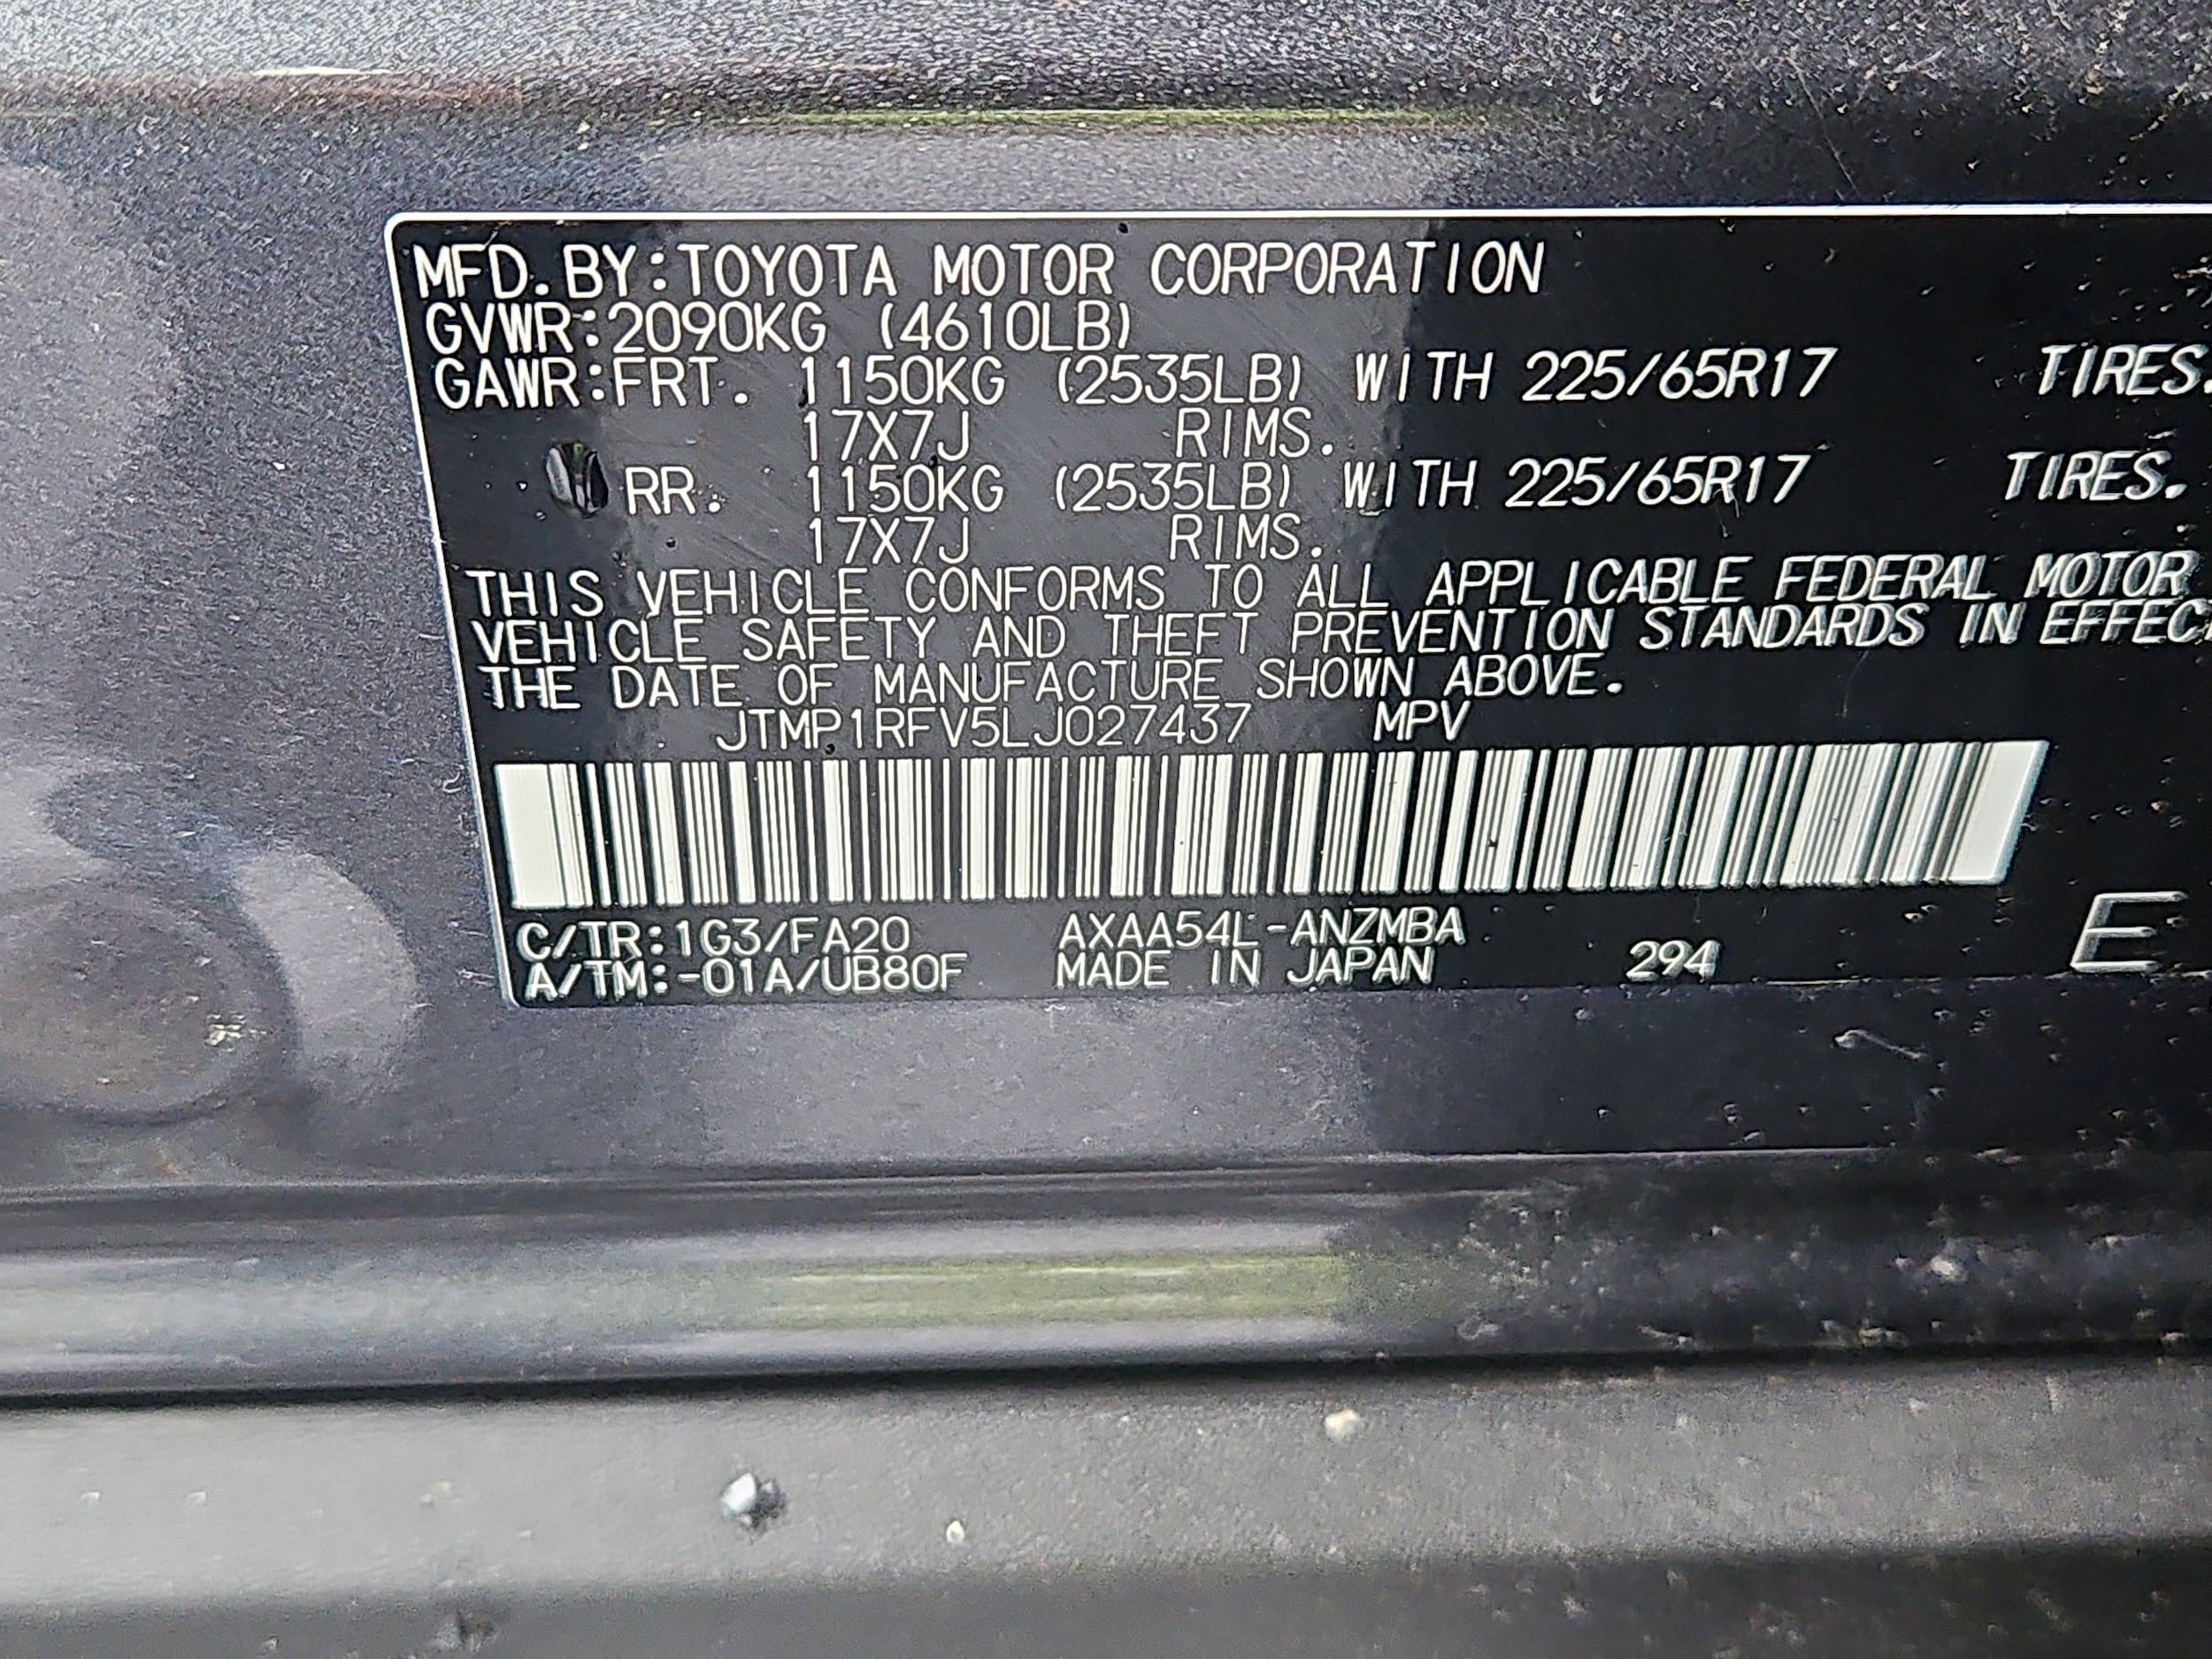 MFD. BY:TOYOTA MOTOR CORPORATION
GVWR:2090KG (4610LB)
GAWR:FRT. 1150KG (2535LB) WITH 225/65R17 TIRES.
17X7J RIMS.
RR. 1150KG (2535LB) WITH 225/65R17 TIRES.
17X7J RIMS.
THIS VEHICLE CONFORMS TO ALL APPLICABLE FEDERAL MOTOR
VEHICLE SAFETY AND THEFT PREVENTION STANDARDS IN EFFEC
THE DATE OF MANUFACTURE SHOWN ABOVE.
JTMP1RFV5LJ027437 MPV
C/TR:1G3/FA20 AXAA54L-ANZMBA
A/TM:-01A/UB80F MADE IN JAPAN 294 E